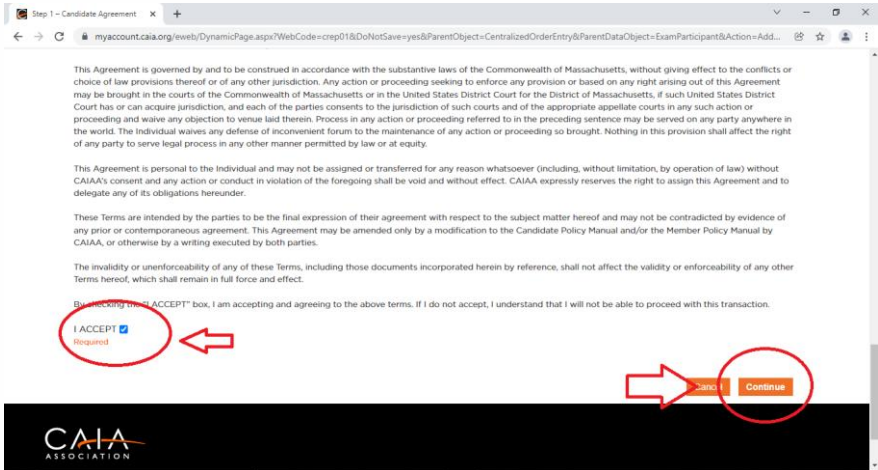 Step 1 – Candidate Agreement
myaccount.caia.org/eweb/DynamicPage.aspx?WebCode=crep01&DoNotSave=yes&ParentObject=CentralizedOrderEntry&ParentDataObject=ExamParticipant&Action=Add...
This Agreement is governed by and to be construed in accordance with the substantive laws of the Commonwealth of Massachusetts, without giving effect to the conflicts or
choice of law provisions thereof or of any other jurisdiction. Any action or proceeding seeking to enforce any provision or based on any right arising out of this Agreement
may be brought in the courts of the Commonwealth of Massachusetts or in the United States District Court for the District of Massachusetts, if such United States District
Court has or can acquire jurisdiction, and each of the parties consents to the jurisdiction of such courts and of the appropriate appellate courts in any such action or
proceeding and waive any objection to venue laid therein. Process in any action or proceeding referred to in the preceding sentence may be served on any party anywhere in
the world. The Individual waives any defense of inconvenient forum to the maintenance of any action or proceeding so brought. Nothing in this provision shall affect the right
of any party to serve legal process in any other manner permitted by law or at equity.
This Agreement is personal to the Individual and may not be assigned or transferred for any reason whatsoever (including, without limitation, by operation of law) without
CAIAA's consent and any action or conduct in violation of the foregoing shall be void and without effect. CAIAA expressly reserves the right to assign this Agreement and to
delegate any of its obligations hereunder.
These Terms are intended by the parties to be the final expression of their agreement with respect to the subject matter hereof and may not be contradicted by evidence of
any prior or contemporaneous agreement. This Agreement may be amended only by a modification to the Candidate Policy Manual and/or the Member Policy Manual by
CAIAA, or otherwise by a writing executed by both parties.
The invalidity or unenforceability of any of these Terms, including those documents incorporated herein by reference, shall not affect the validity or enforceability of any other
Terms hereof, which shall remain in full force and effect.
By checking the "I ACCEPT" box, I am accepting and agreeing to the above terms. If I do not accept, I understand that I will not be able to proceed with this transaction.
I ACCEPT
Required
Cancel Continue
CAIA
ASSOCIATION